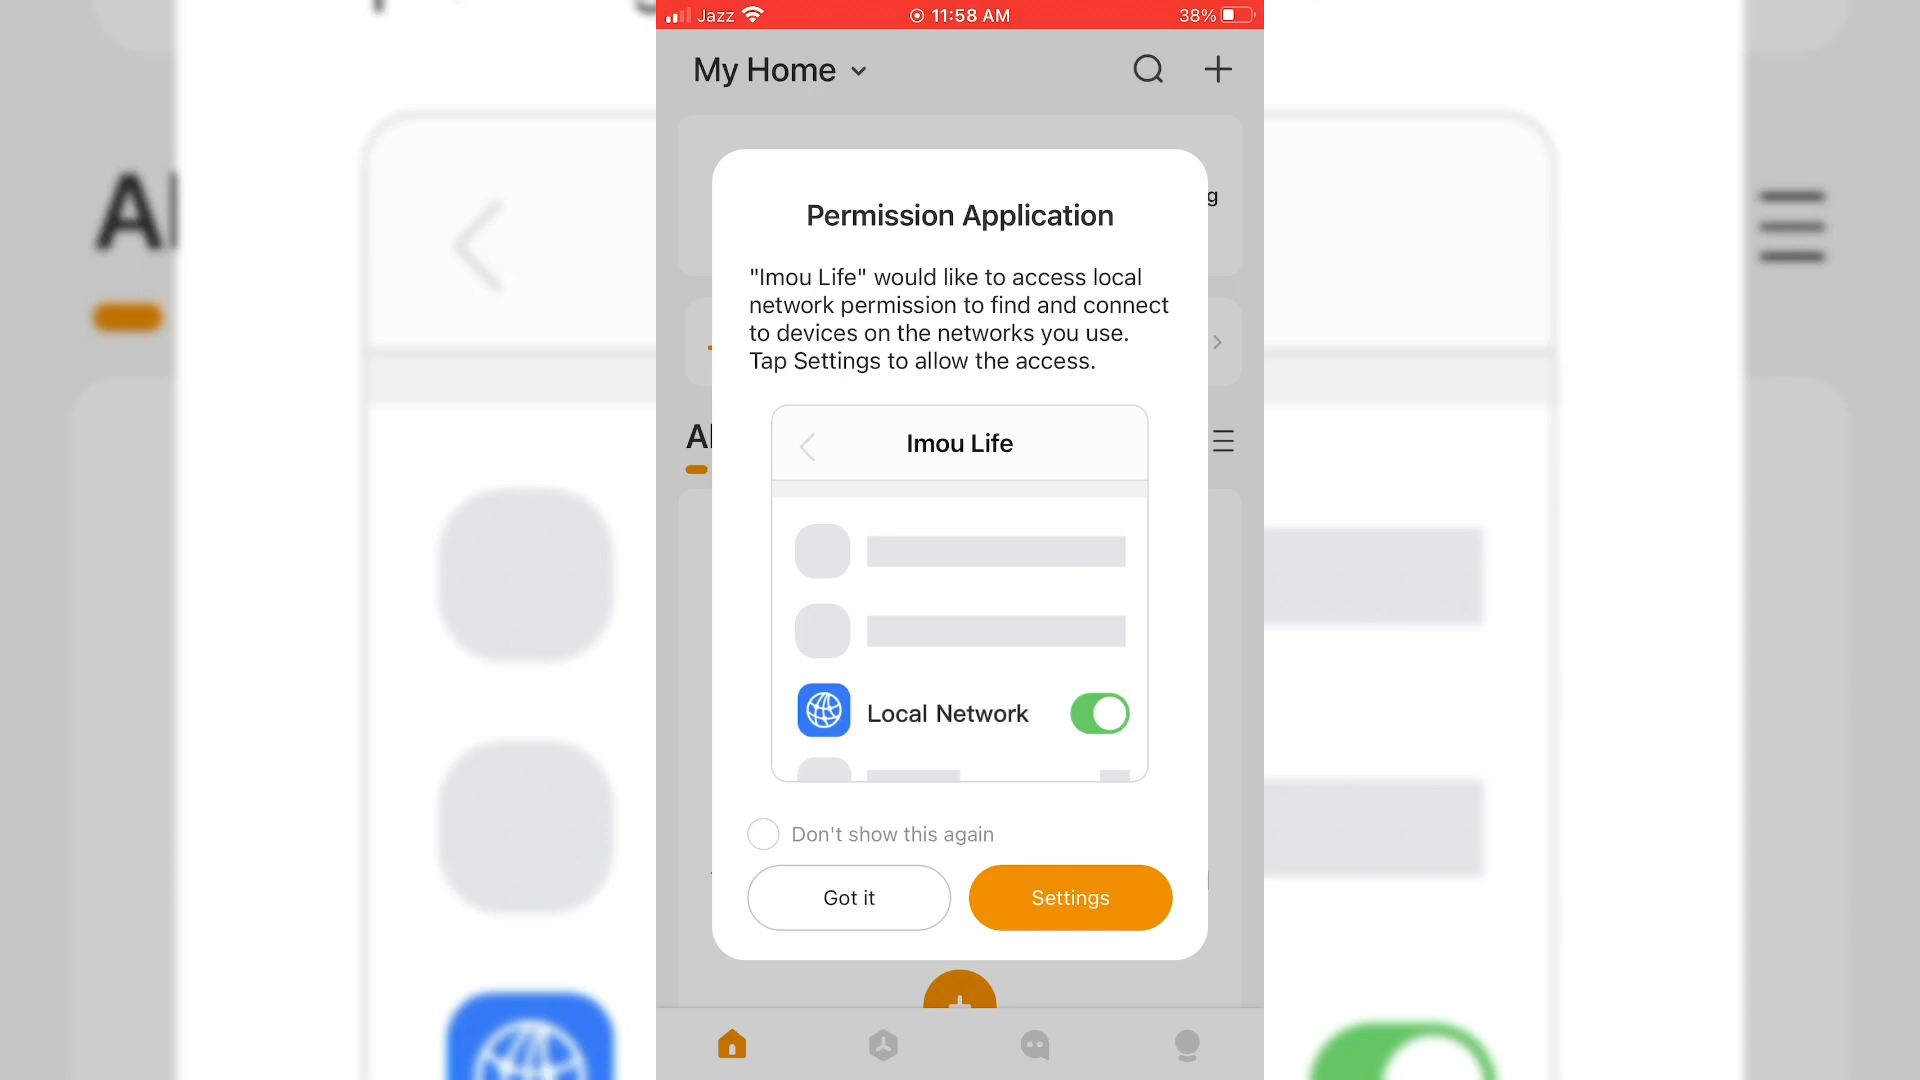 Jazz 11:58 AM 38%
My Home
g
Permission Application
"Imou Life" would like to access local
network permission to find and connect
to devices on the networks you use.
Tap Settings to allow the access.
Al
Imou Life
Local Network
Don't show this again
Got it Settings